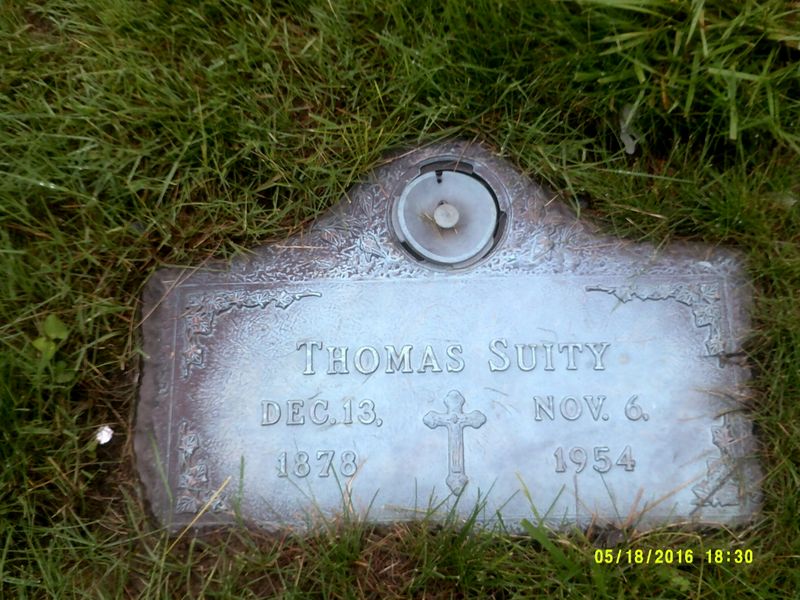 THOMAS SUITY
DEC. 13, NOV. 6,
1878 1954
05/18/2016 18:30